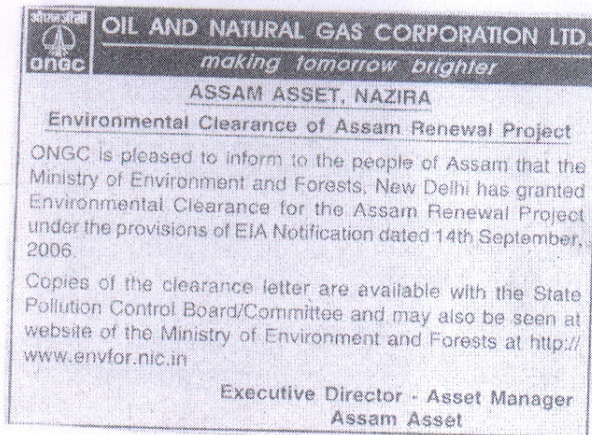 ओएनजीसी
ONGC
OIL AND NATURAL GAS CORPORATION LTD.
making tomorrow brighter
ASSAM ASSET, NAZIRA
Environmental Clearance of Assam Renewal Project
ONGC is pleased to inform to the people of Assam that the
Ministry of Environment and Forests, New Delhi has granted
Environmental Clearance for the Assam Renewal Project
under the provisions of EIA Notification dated 14th September,
2006.
Copies of the clearance letter are available with the State
Pollution Control Board/Committee and may also be seen at
website of the Ministry of Environment and Forests at http://
www.envfor.nic.in
Executive Director - Asset Manager
Assam Asset